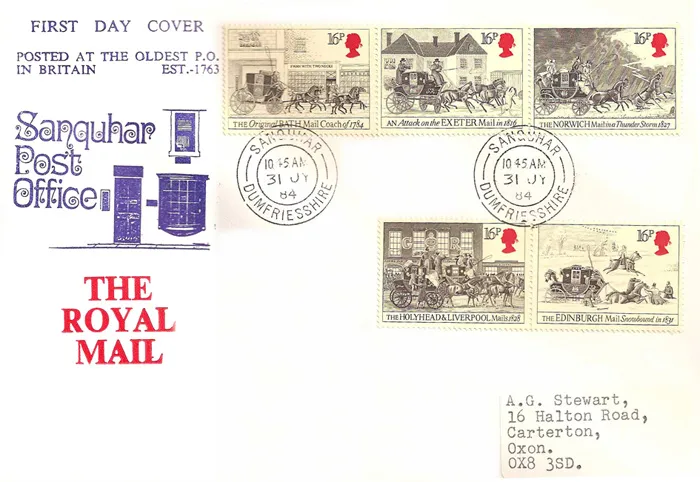 FIRST DAY COVER
POSTED AT THE OLDEST P.O.
IN BRITAIN EST.-1763
Sanquhar
Post
Office
THE
ROYAL
MAIL
16P
The Original BATH Mail Coach of 1784
16P
AN Attack on the EXETER Mail in 1816
16P
THE NORWICH Mail in a Thunder Storm 1827
SANQUHAR
10 45 AM
31 JY
84
DUMFRIESSHIRE
SANQUHAR
10 45 AM
31 JY
84
DUMFRIESSHIRE
G R
16P
THE HOLYHEAD & LIVERPOOL Mails 1828
16P
THE EDINBURGH Mail Snowbound in 1831
A.G. Stewart,
16 Halton Road,
Carterton,
Oxon.
OX8 3SD.